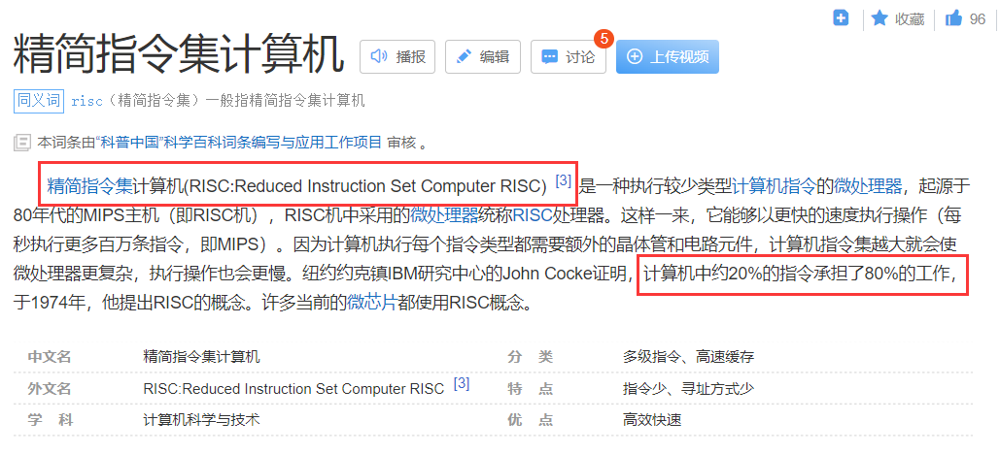 收藏 96
精简指令集计算机 播报 编辑 讨论 5 上传视频
同义词 risc（精简指令集）一般指精简指令集计算机
本词条由“科普中国”科学百科词条编写与应用工作项目 审核 。
精简指令集计算机(RISC:Reduced Instruction Set Computer RISC) [3] 是一种执行较少类型计算机指令的微处理器，起源于
80年代的MIPS主机（即RISC机），RISC机中采用的微处理器统称RISC处理器。这样一来，它能够以更快的速度执行操作（每
秒执行更多百万条指令，即MIPS）。因为计算机执行每个指令类型都需要额外的晶体管和电路元件，计算机指令集越大就会使
微处理器更复杂，执行操作也会更慢。纽约约克镇IBM研究中心的John Cocke证明，计算机中约20%的指令承担了80%的工作，
于1974年，他提出RISC的概念。许多当前的微芯片都使用RISC概念。
中文名 精简指令集计算机 分 类 多级指令、高速缓存
外文名 RISC:Reduced Instruction Set Computer RISC [3] 特 点 指令少、寻址方式少
学 科 计算机科学与技术 优 点 高效快速